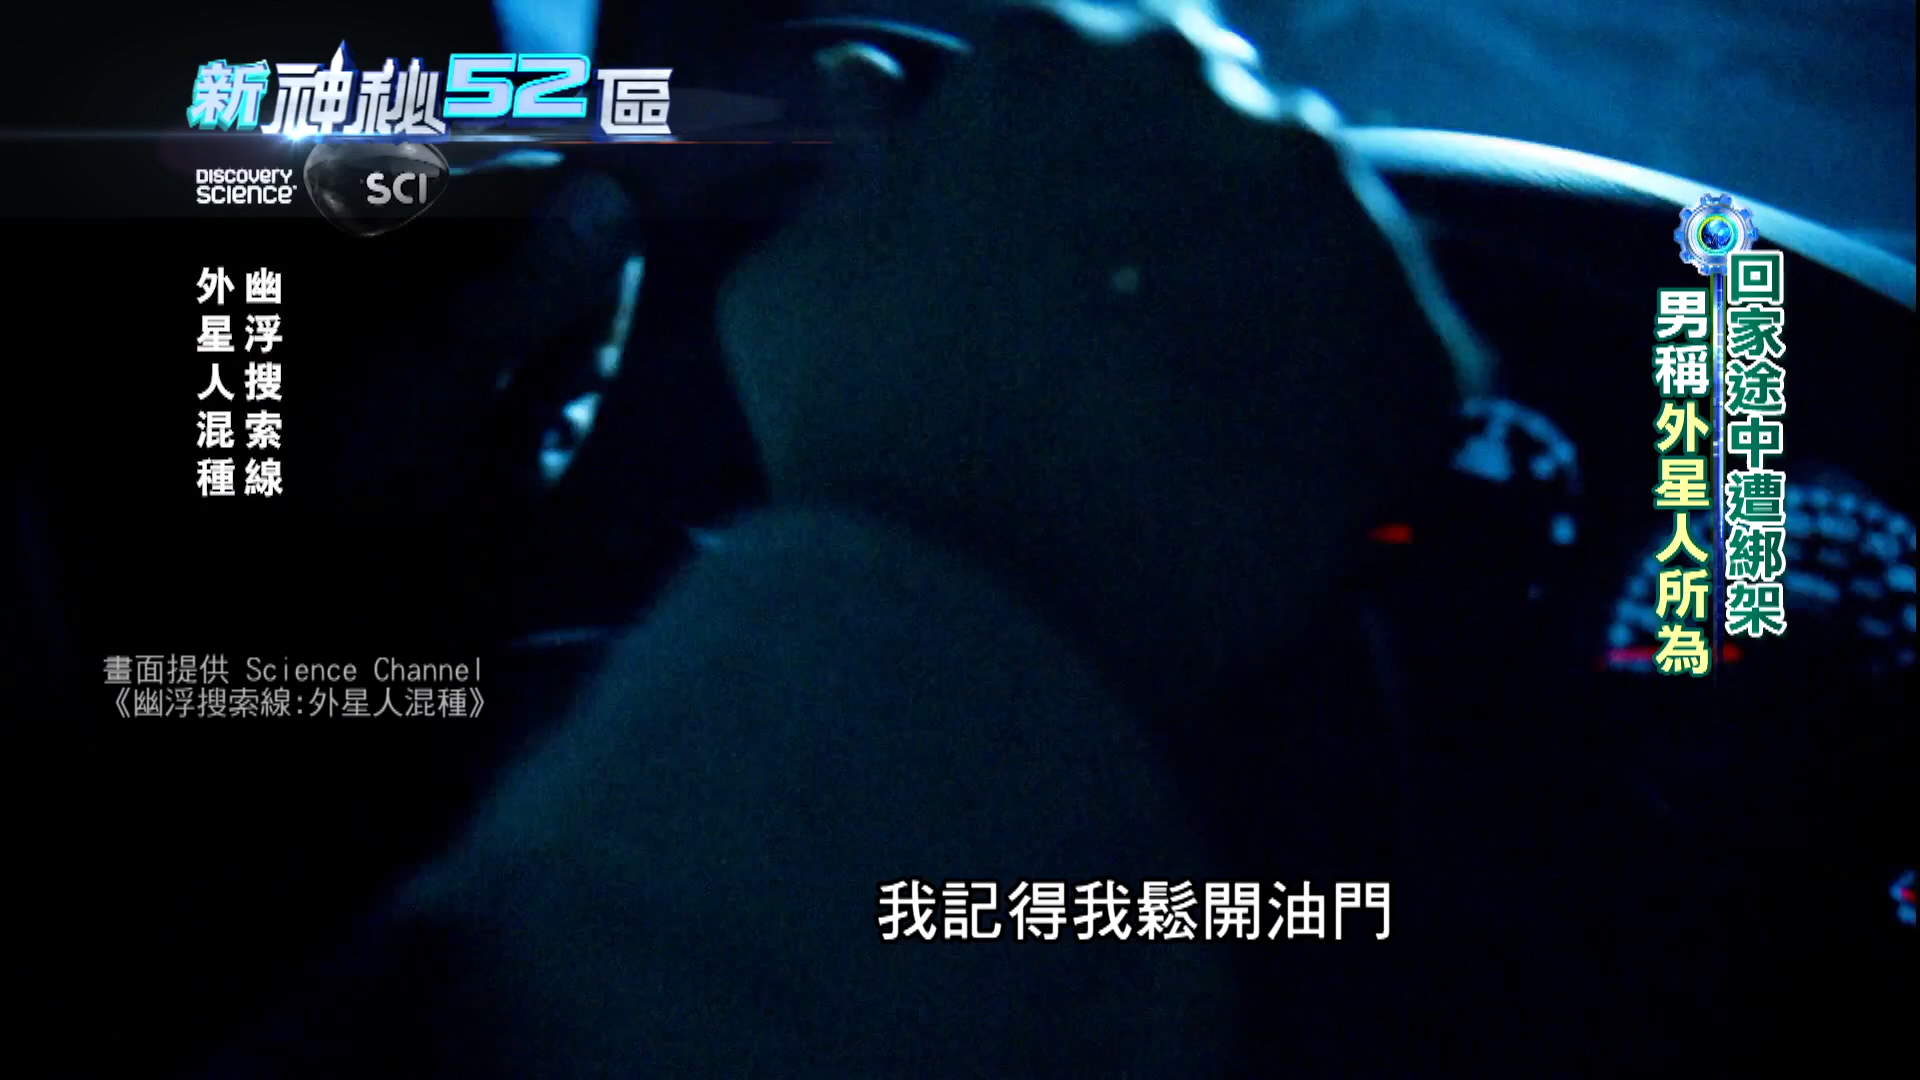 新神秘52區
DISCOVERY
SCIENCE
SCI
幽浮搜索線
外星人混種
回家途中遭綁架
男稱外星人所為
畫面提供 Science Channel
《幽浮搜索線:外星人混種》
我記得我鬆開油門